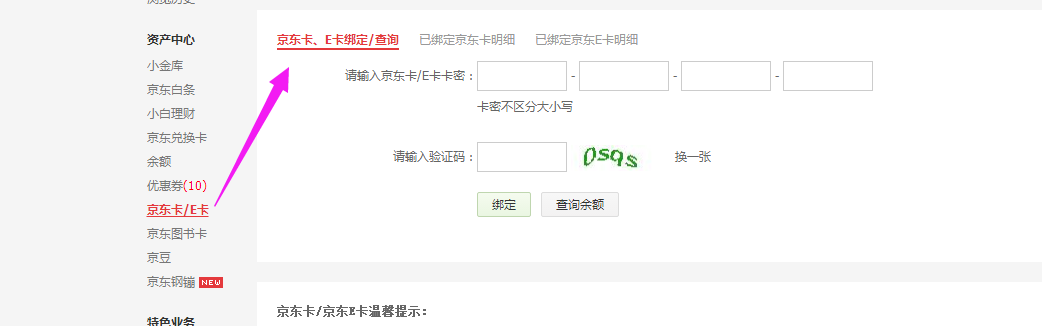 浏览历史
资产中心
小金库
京东白条
小白理财
京东兑换卡
余额
优惠券(10)
京东卡/E卡
京东图书卡
京豆
京东钢镚 NEW
特色业务
京东卡、E卡绑定/查询 已绑定京东卡明细 已绑定京东E卡明细
请输入京东卡/E卡卡密： - - -
卡密不区分大小写
请输入验证码： 0sqs 换一张
绑定 查询余额
京东卡/京东E卡温馨提示：